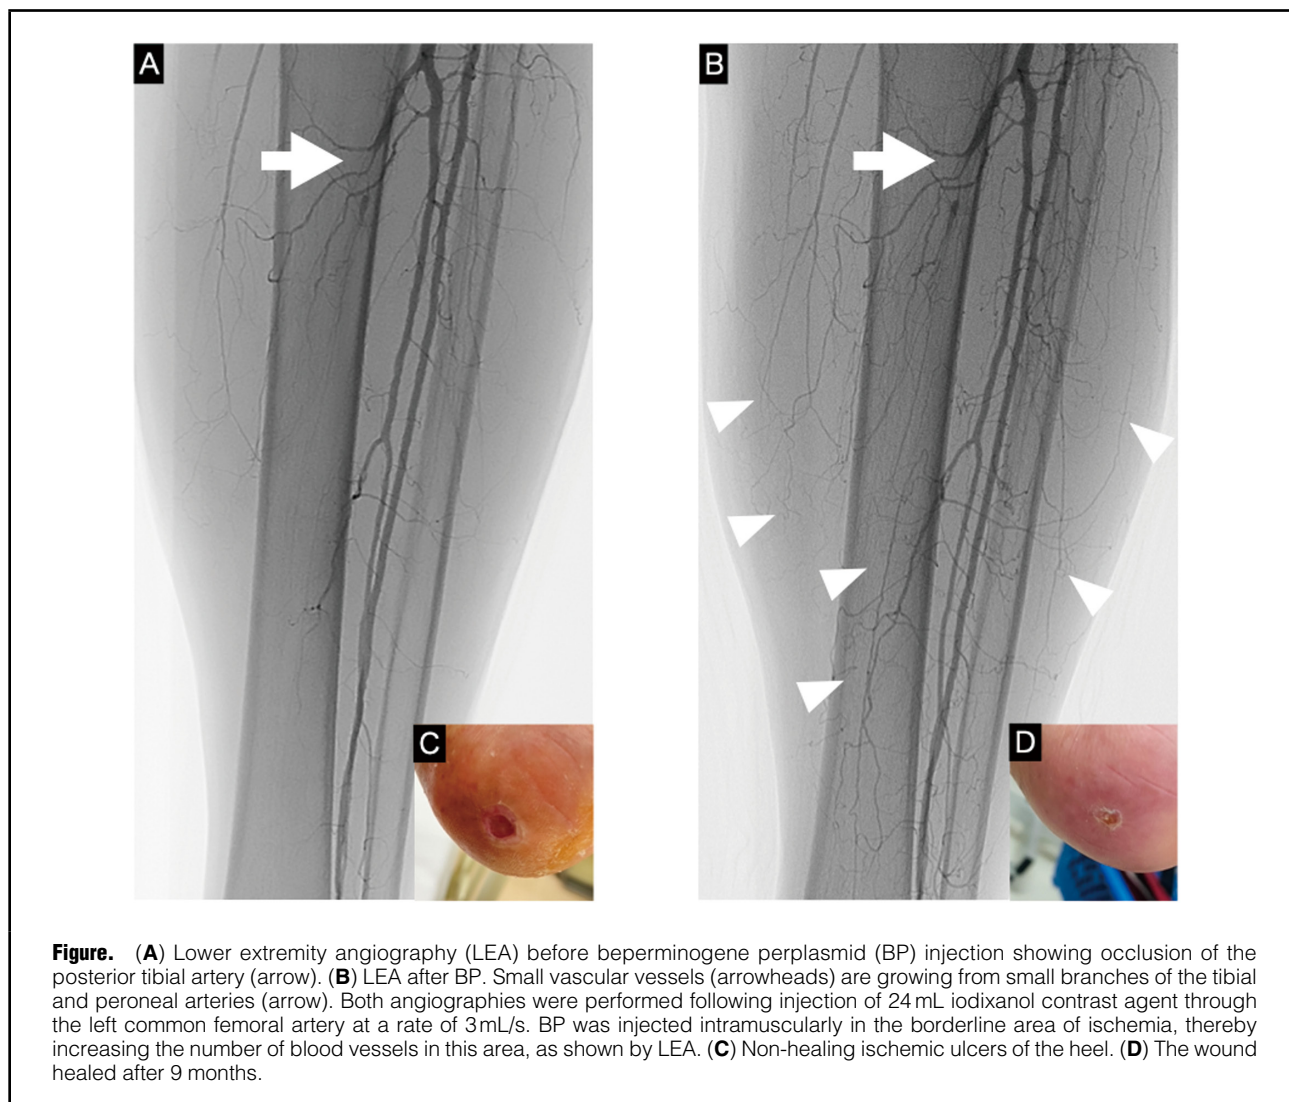 A
B
C
D
Figure. (A) Lower extremity angiography (LEA) before beperminogene perplasmid (BP) injection showing occlusion of the
posterior tibial artery (arrow). (B) LEA after BP. Small vascular vessels (arrowheads) are growing from small branches of the tibial
and peroneal arteries (arrow). Both angiographies were performed following injection of 24 mL iodixanol contrast agent through
the left common femoral artery at a rate of 3 mL/s. BP was injected intramuscularly in the borderline area of ischemia, thereby
increasing the number of blood vessels in this area, as shown by LEA. (C) Non-healing ischemic ulcers of the heel. (D) The wound
healed after 9 months.